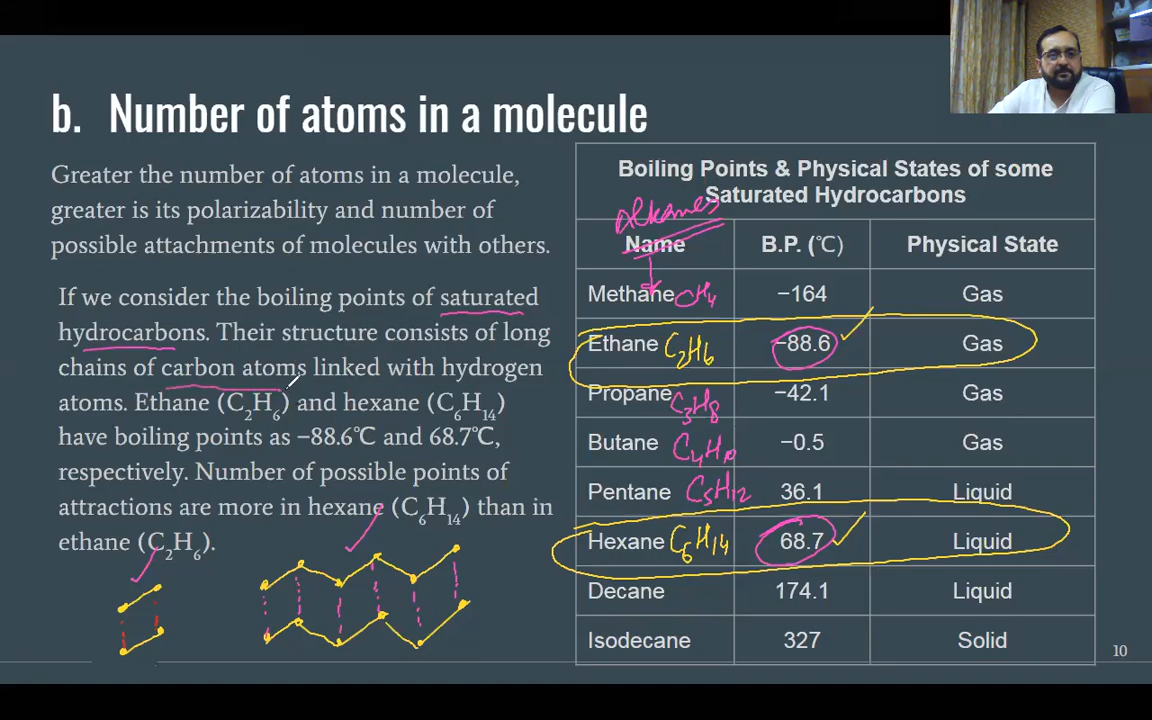 b. Number of atoms in a molecule
Greater the number of atoms in a molecule,
greater is its polarizability and number of
possible attachments of molecules with others.
If we consider the boiling points of saturated
hydrocarbons. Their structure consists of long
chains of carbon atoms linked with hydrogen
atoms. Ethane (C₂H₆) and hexane (C₆H₁₄)
have boiling points as −88.6℃ and 68.7℃,
respectively. Number of possible points of
attractions are more in hexane (C₆H₁₄) than in
ethane (C₂H₆).
Boiling Points & Physical States of some
Saturated Hydrocarbons
Alkanes
Name B.P. (℃) Physical State
Methane CH₄ −164 Gas
Ethane C₂H₆ −88.6 Gas
Propane C₃H₈ −42.1 Gas
Butane C₄H₁₀ −0.5 Gas
Pentane C₅H₁₂ 36.1 Liquid
Hexane C₆H₁₄ 68.7 Liquid
Decane 174.1 Liquid
Isodecane 327 Solid
10